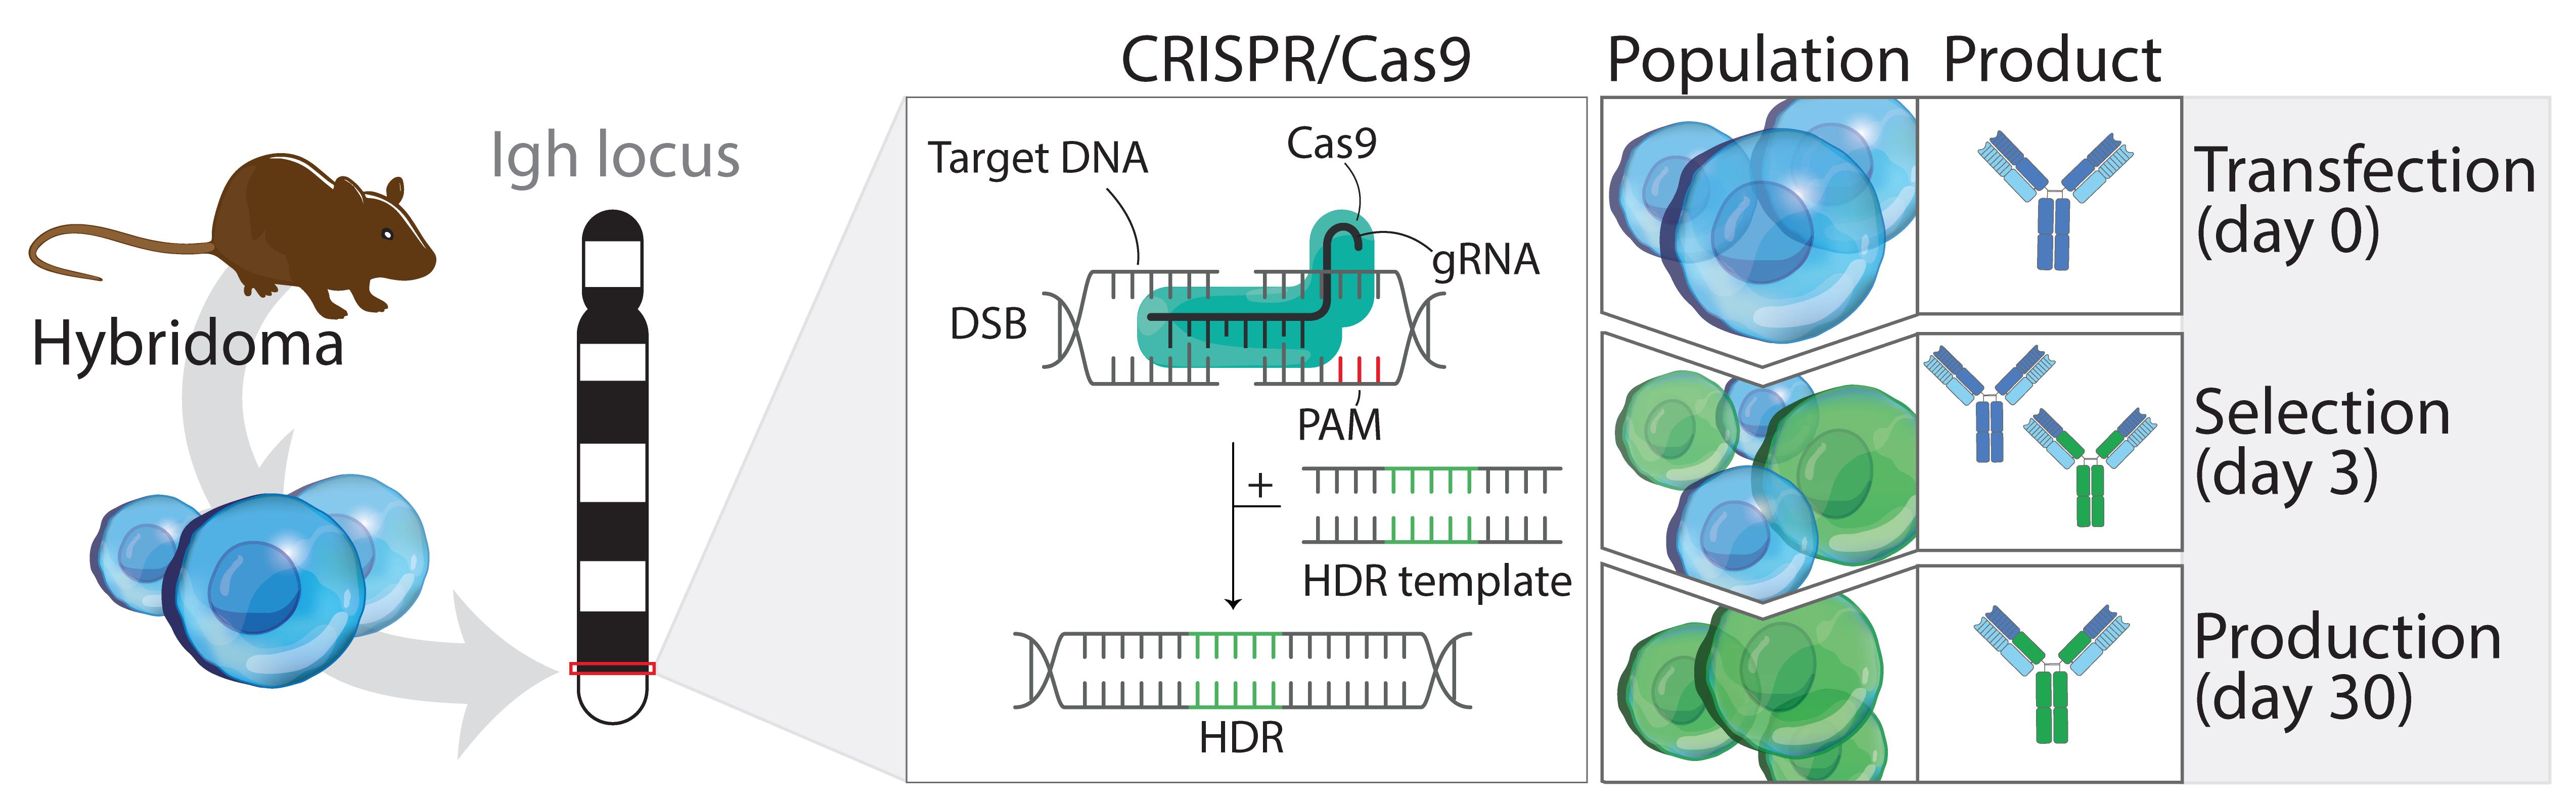 Hybridoma
Igh locus
CRISPR/Cas9
Target DNA
Cas9
gRNA
DSB
PAM
+
HDR template
HDR
Population
Product
Transfection
(day 0)
Selection
(day 3)
Production
(day 30)